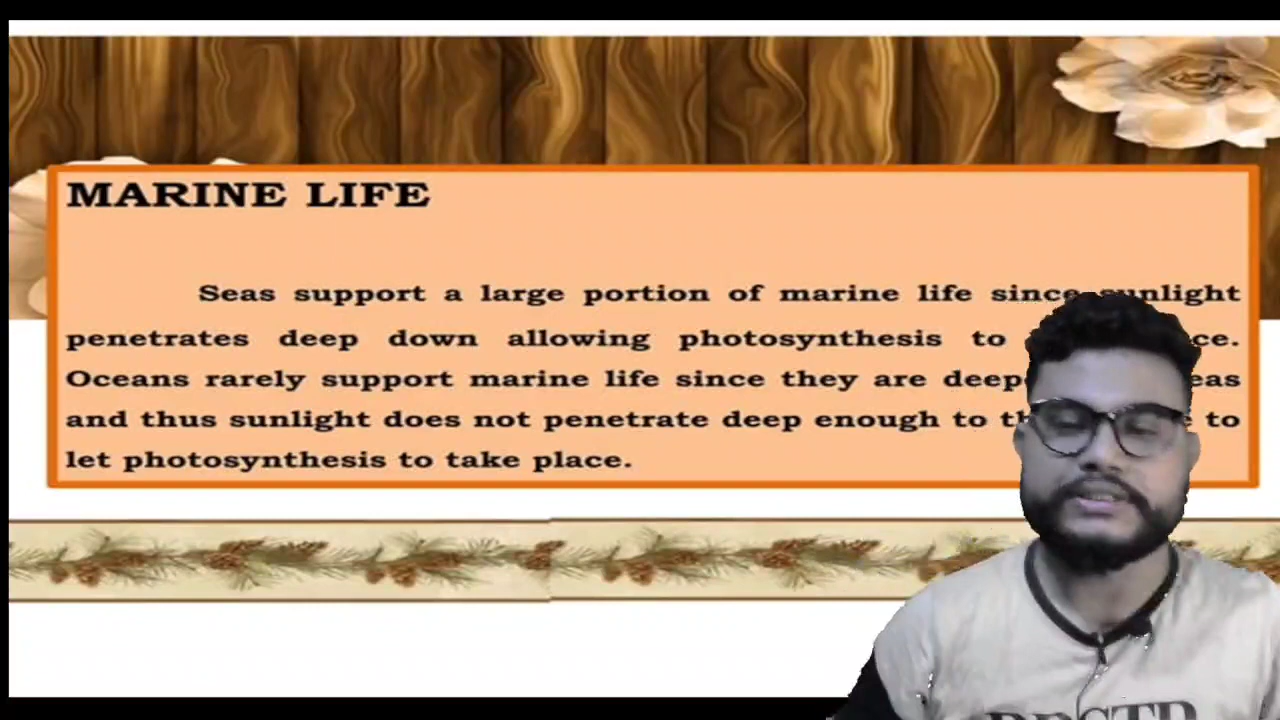 MARINE LIFE
Seas support a large portion of marine life since sunlight
penetrates deep down allowing photosynthesis to
Oceans rarely support marine life since they are
and thus sunlight does not penetrate deep enough to to
let photosynthesis to take place.